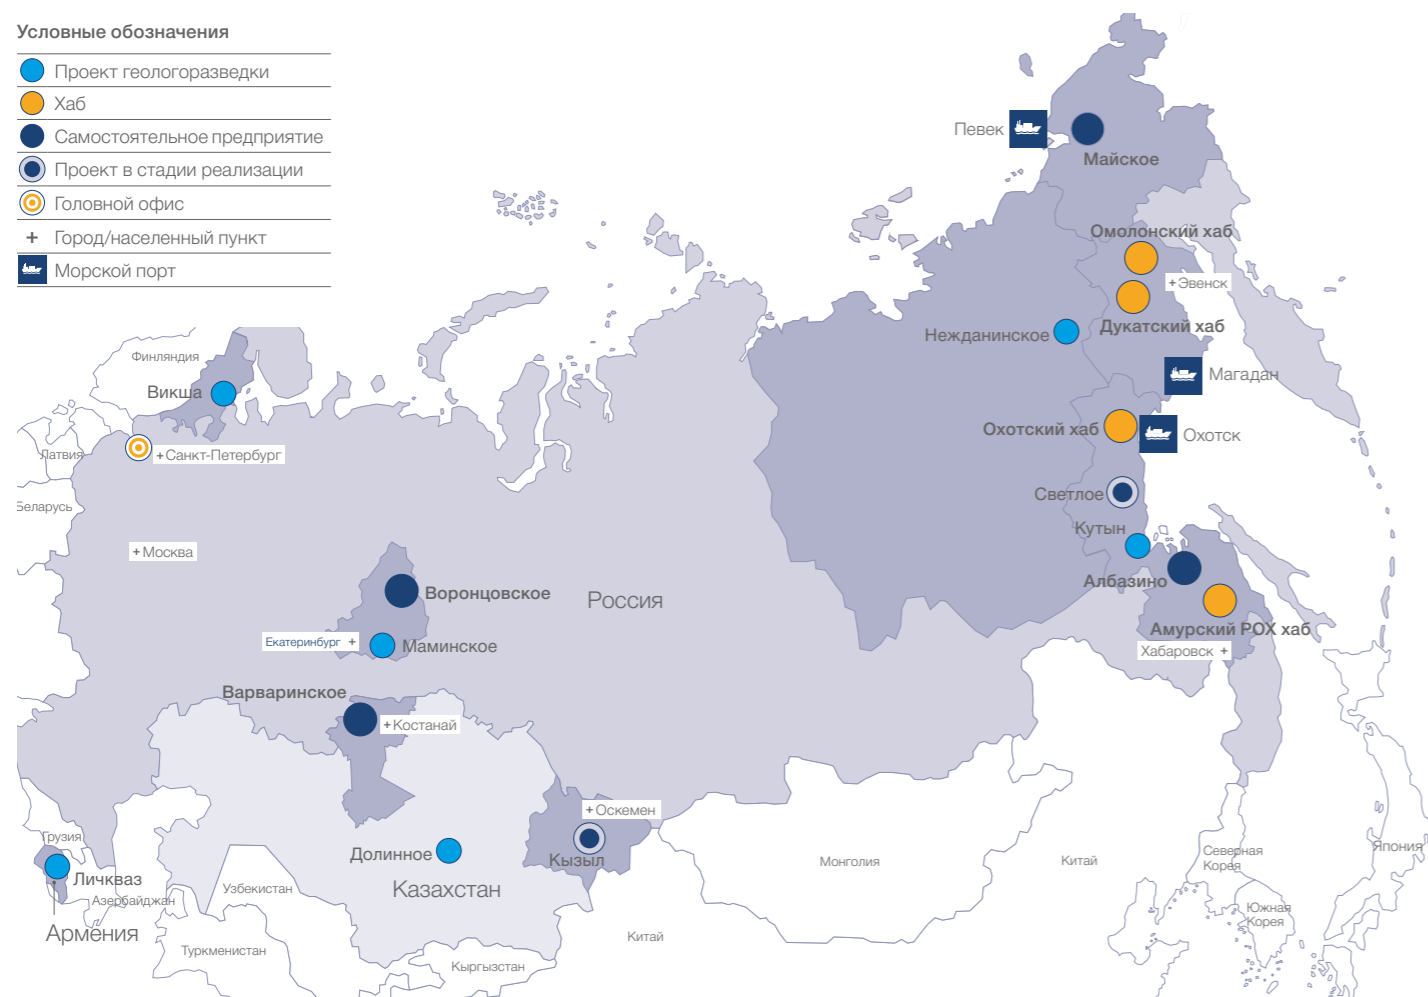 Условные обозначения
Проект геологоразведки
Хаб
Самостоятельное предприятие
Проект в стадии реализации
Головной офис
+ Город/населенный пункт
Морской порт
Певек
Майское
Омолонский хаб
+ Эвенск
Дукатский хаб
Нежданинское
Магадан
Охотский хаб
Охотск
Светлое
Кутын
Албазино
Амурский POX хаб
Хабаровск +
Финляндия
Викша
Латвия
+ Санкт-Петербург
Беларусь
+ Москва
Воронцовское
Россия
Екатеринбург +
Маминское
Варваринское
+ Костанай
+ Оскемен
Кызыл
Долинное
Казахстан
Грузия
Личкваз
Азербайджан
Армения
Узбекистан
Туркменистан
Кыргызстан
Китай
Монголия
Китай
Северная
Корея
Южная
Корея
Япония